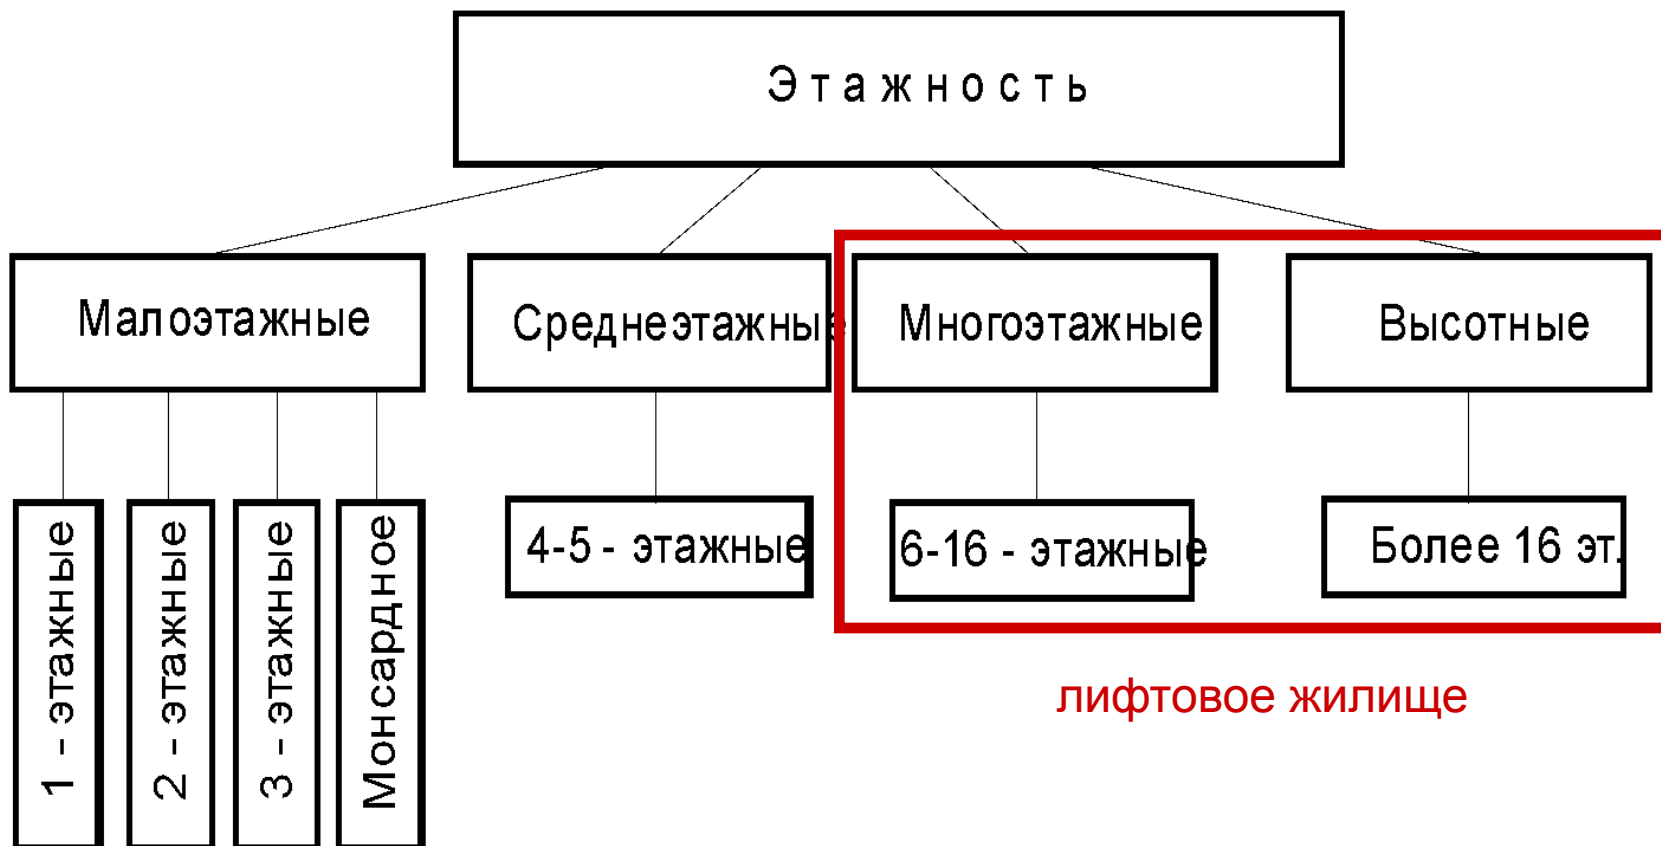 Этажность
Малоэтажные
Среднеэтажные
Многоэтажные
Высотные
1 - этажные
2 - этажные
3 - этажные
Монсардное
4-5 - этажные
6-16 - этажные
Более 16 эт.
лифтовое жилище